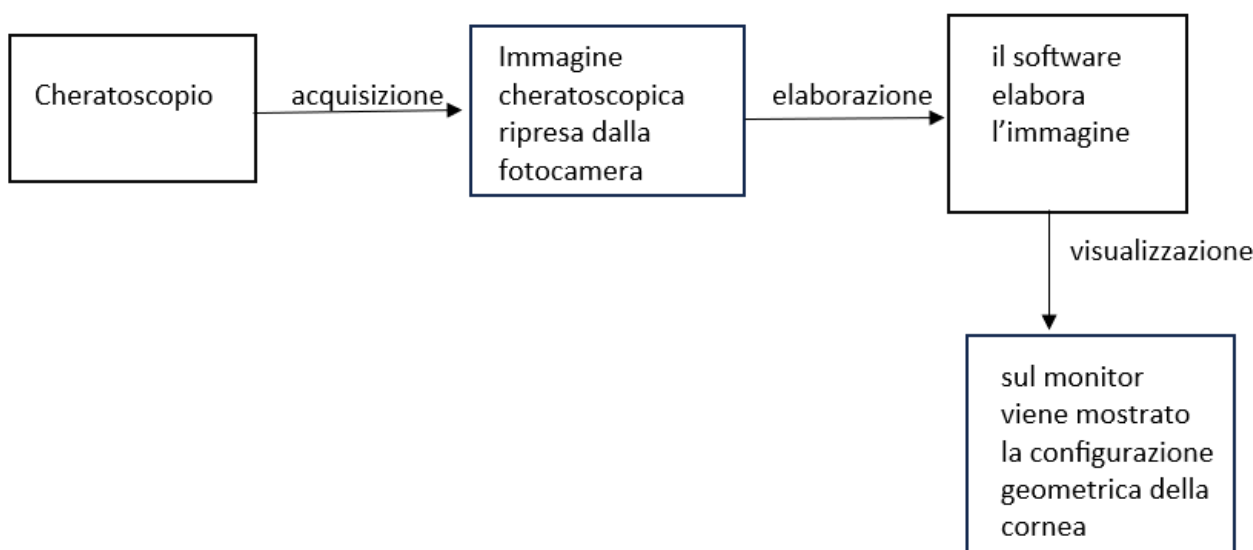 Cheratoscopio
acquisizione
Immagine
cheratoscopica
ripresa dalla
fotocamera
elaborazione
il software
elabora
l’immagine
visualizzazione
sul monitor
viene mostrato
la configurazione
geometrica della
cornea